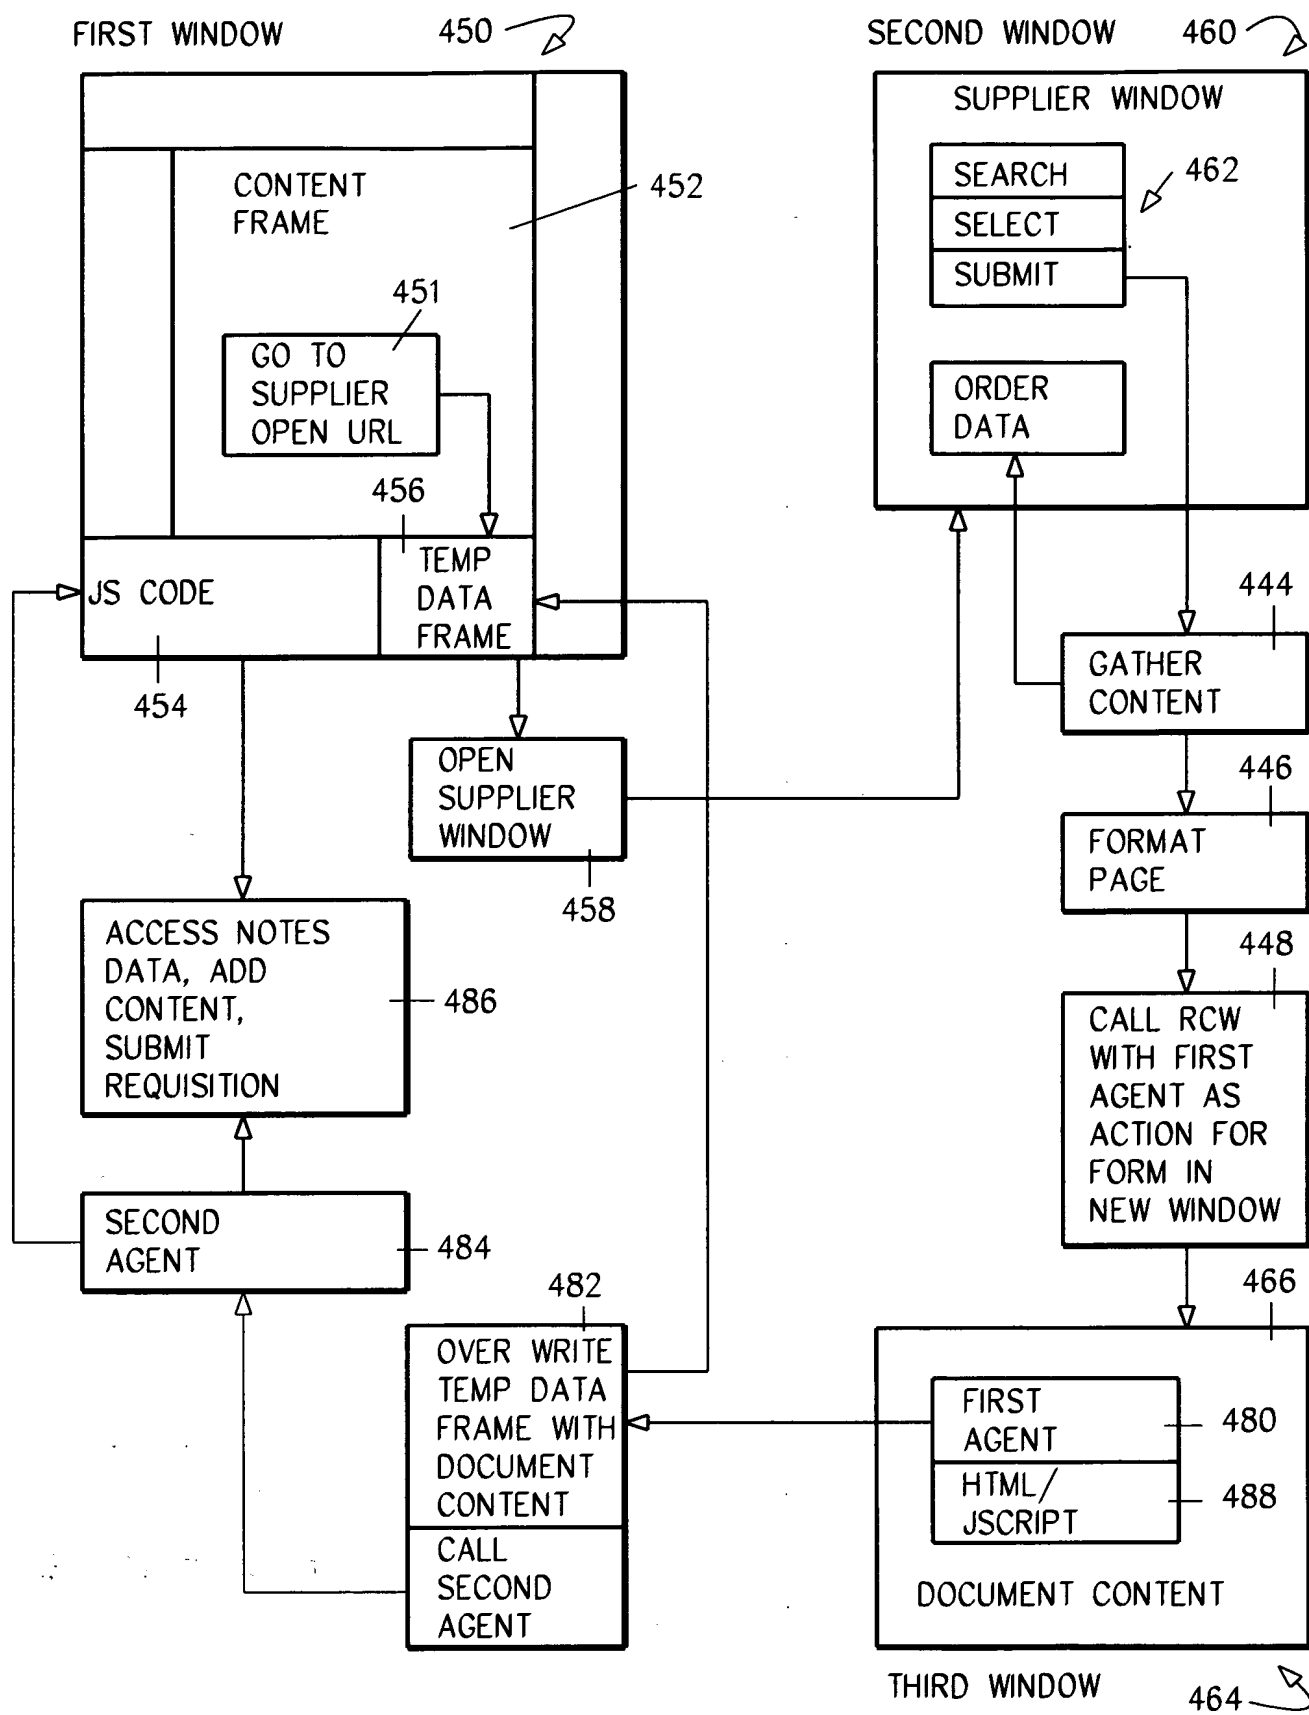 FIRST WINDOW
450
CONTENT
FRAME
452
451
GO TO
SUPPLIER
OPEN URL
456
TEMP
DATA
FRAME
JS CODE
454
OPEN
SUPPLIER
WINDOW
458
ACCESS NOTES
DATA, ADD
CONTENT,
SUBMIT
REQUISITION
486
SECOND
AGENT
484
482
OVER WRITE
TEMP DATA
FRAME WITH
DOCUMENT
CONTENT
CALL
SECOND
AGENT
SECOND WINDOW
460
SUPPLIER WINDOW
SEARCH
SELECT
SUBMIT
462
ORDER
DATA
444
GATHER
CONTENT
446
FORMAT
PAGE
448
CALL RCW
WITH FIRST
AGENT AS
ACTION FOR
FORM IN
NEW WINDOW
466
FIRST
AGENT
480
HTML/
JSCRIPT
488
DOCUMENT CONTENT
THIRD WINDOW
464